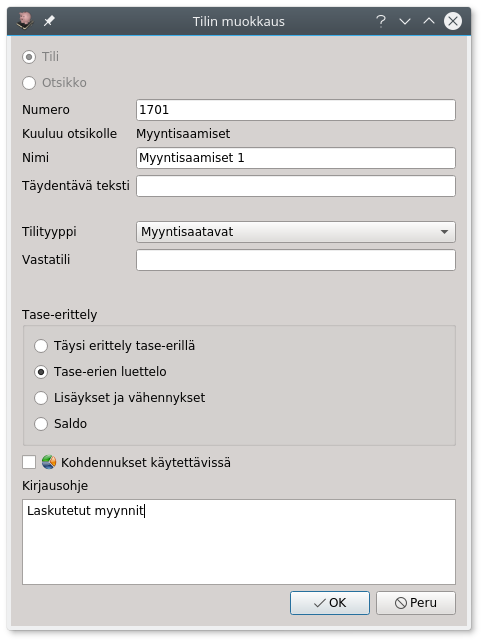 Tilin muokkaus
Tili
Otsikko
Numero 1701
Kuuluu otsikolle Myyntisaamiset
Nimi Myyntisaamiset 1
Täydentävä teksti
Tilityyppi Myyntisaatavat
Vastatili
Tase-erittely
Täysi erittely tase-erillä
Tase-erien luettelo
Lisäykset ja vähennykset
Saldo
Kohdennukset käytettävissä
Kirjausohje
Laskutetut myynnit
OK Peru